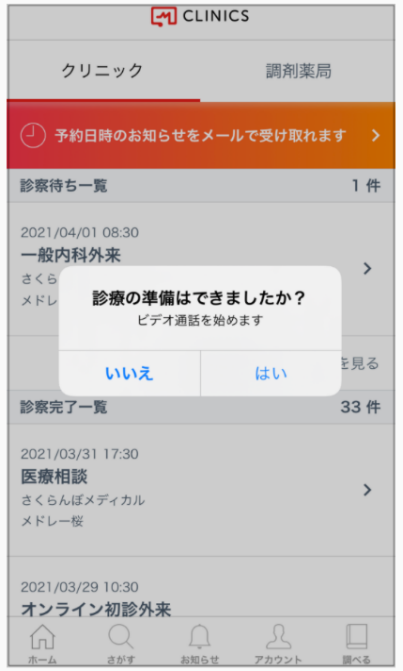 CLINICS
クリニック
調剤薬局
予約日時のお知らせをメールで受け取れます
診察待ち一覧
1 件
2021/04/01 08:30
一般内科外来
さくら
メドレ
診療の準備はできましたか？
ビデオ通話を始めます
いいえ
はい
を見る
診察完了一覧
33 件
2021/03/31 17:30
医療相談
さくらんぼメディカル
メドレー桜
2021/03/29 10:30
オンライン初診外来
ホーム
さがす
お知らせ
アカウント
調べる